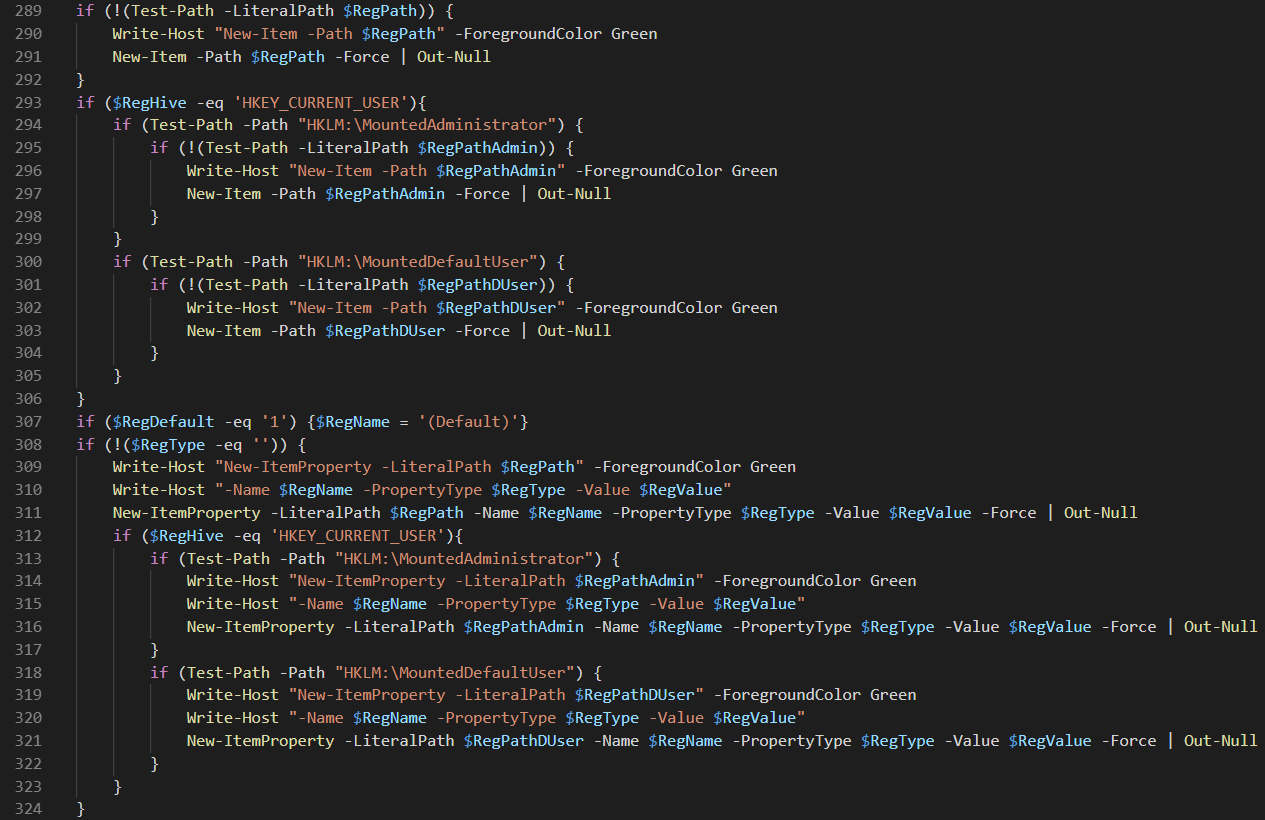 289 if (!(Test-Path -LiteralPath $RegPath)) {
290 Write-Host "New-Item -Path $RegPath" -ForegroundColor Green
291 New-Item -Path $RegPath -Force | Out-Null
292 }
293 if ($RegHive -eq 'HKEY_CURRENT_USER'){
294 if (Test-Path -Path "HKLM:\MountedAdministrator") {
295 if (!(Test-Path -LiteralPath $RegPathAdmin)) {
296 Write-Host "New-Item -Path $RegPathAdmin" -ForegroundColor Green
297 New-Item -Path $RegPathAdmin -Force | Out-Null
298 }
299 }
300 if (Test-Path -Path "HKLM:\MountedDefaultUser") {
301 if (!(Test-Path -LiteralPath $RegPathDUser)) {
302 Write-Host "New-Item -Path $RegPathDUser" -ForegroundColor Green
303 New-Item -Path $RegPathDUser -Force | Out-Null
304 }
305 }
306 }
307 if ($RegDefault -eq '1') {$RegName = '(Default)'}
308 if (!($RegType -eq '')) {
309 Write-Host "New-ItemProperty -LiteralPath $RegPath" -ForegroundColor Green
310 Write-Host "-Name $RegName -PropertyType $RegType -Value $RegValue"
311 New-ItemProperty -LiteralPath $RegPath -Name $RegName -PropertyType $RegType -Value $RegValue -Force | Out-Null
312 if ($RegHive -eq 'HKEY_CURRENT_USER'){
313 if (Test-Path -Path "HKLM:\MountedAdministrator") {
314 Write-Host "New-ItemProperty -LiteralPath $RegPathAdmin" -ForegroundColor Green
315 Write-Host "-Name $RegName -PropertyType $RegType -Value $RegValue"
316 New-ItemProperty -LiteralPath $RegPathAdmin -Name $RegName -PropertyType $RegType -Value $RegValue -Force | Out-Null
317 }
318 if (Test-Path -Path "HKLM:\MountedDefaultUser") {
319 Write-Host "New-ItemProperty -LiteralPath $RegPathDUser" -ForegroundColor Green
320 Write-Host "-Name $RegName -PropertyType $RegType -Value $RegValue"
321 New-ItemProperty -LiteralPath $RegPathDUser -Name $RegName -PropertyType $RegType -Value $RegValue -Force | Out-Null
322 }
323 }
324 }